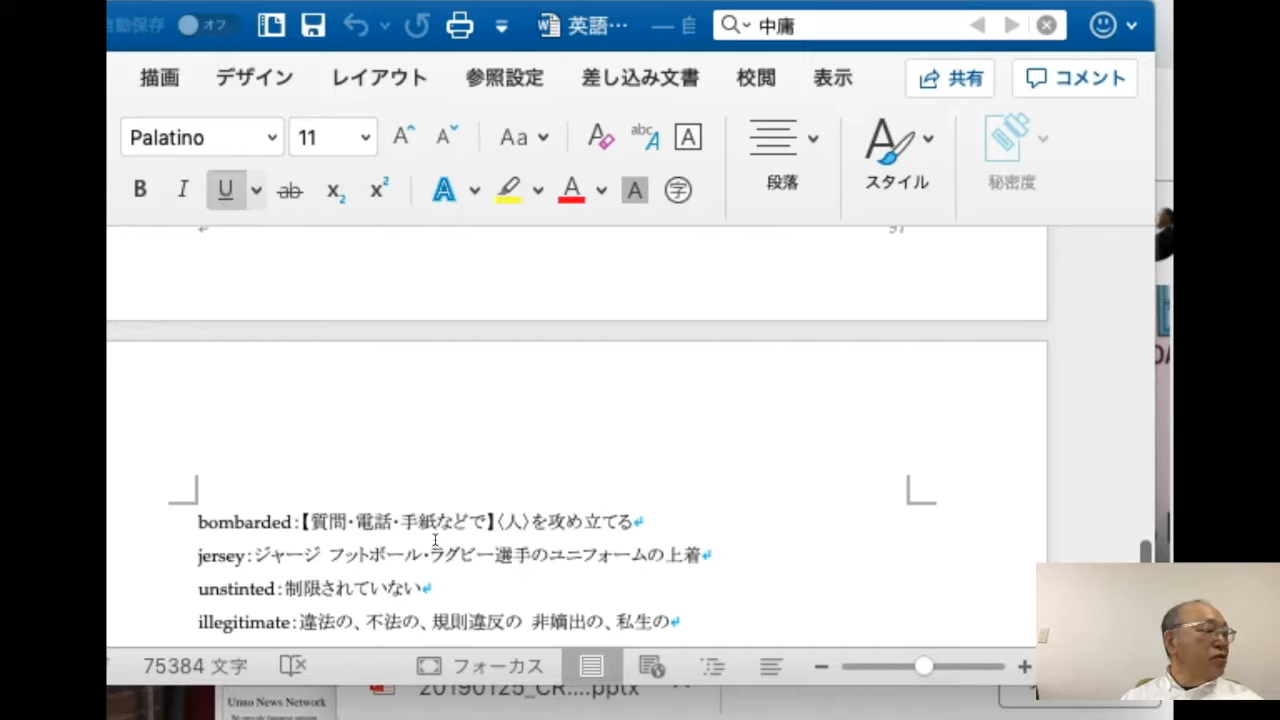 自動保存 オフ 英語… — 自 中庸
描画 デザイン レイアウト 参照設定 差し込み文書 校閲 表示 共有 コメント
Palatino 11 Aa abc A A
段落 スタイル 秘密度
B I U ab x₂ x² A A A 字
97
bombarded:【質問・電話・手紙などで】〈人〉を攻め立てる
jersey:ジャージ フットボール・ラグビー選手のユニフォームの上着
unstinted:制限されていない
illegitimate:違法の、不法の、規則違反の 非嫡出の、私生の
75384 文字 フォーカス
20190125_CR....pptx
Unno News Network